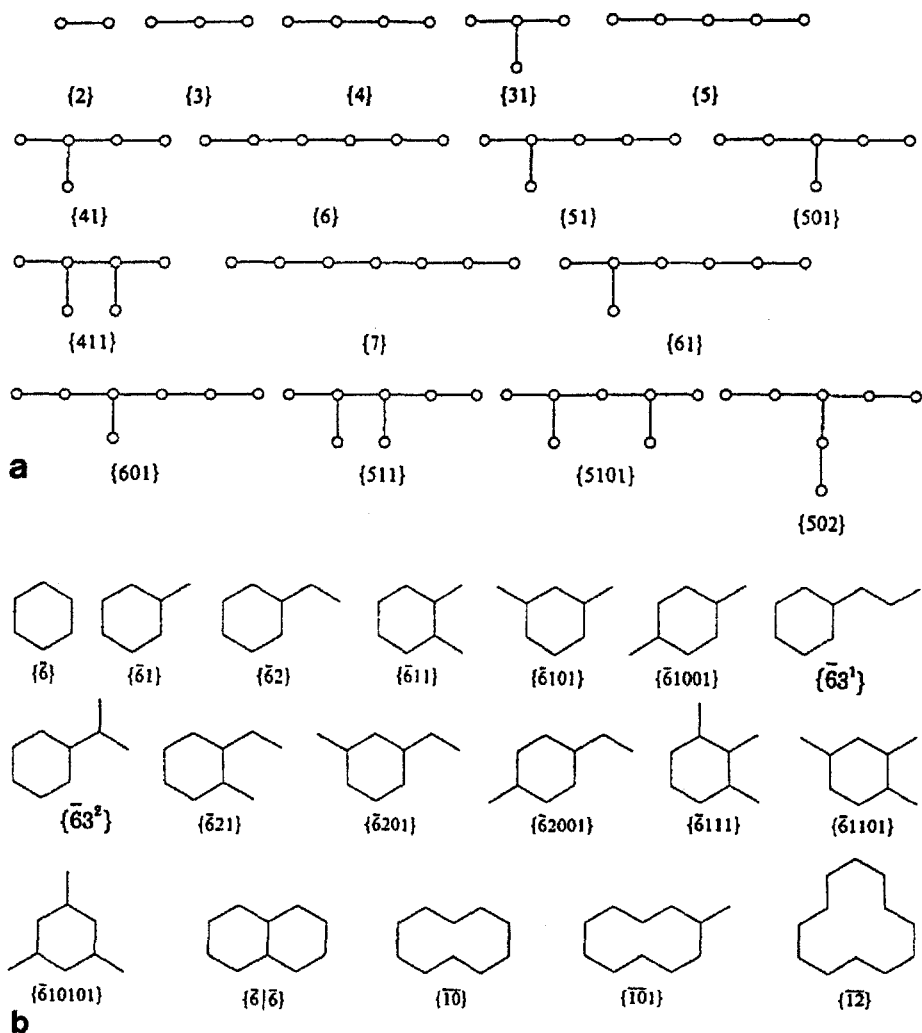 a
{2} {3} {4} {31} {5}
{41} {6} {51} {501}
{411} {7} {61}
{601} {511} {5101} {502}
{6̄} {6̄1} {6̄2} {6̄11} {6̄101} {6̄1001} {6̄3¹}
{6̄3²} {6̄21} {6̄201} {6̄2001} {6̄111} {6̄1101}
{6̄10101} {6̄|6̄} {1̅0̅} {1̅0̅1} {1̅2̅}
b